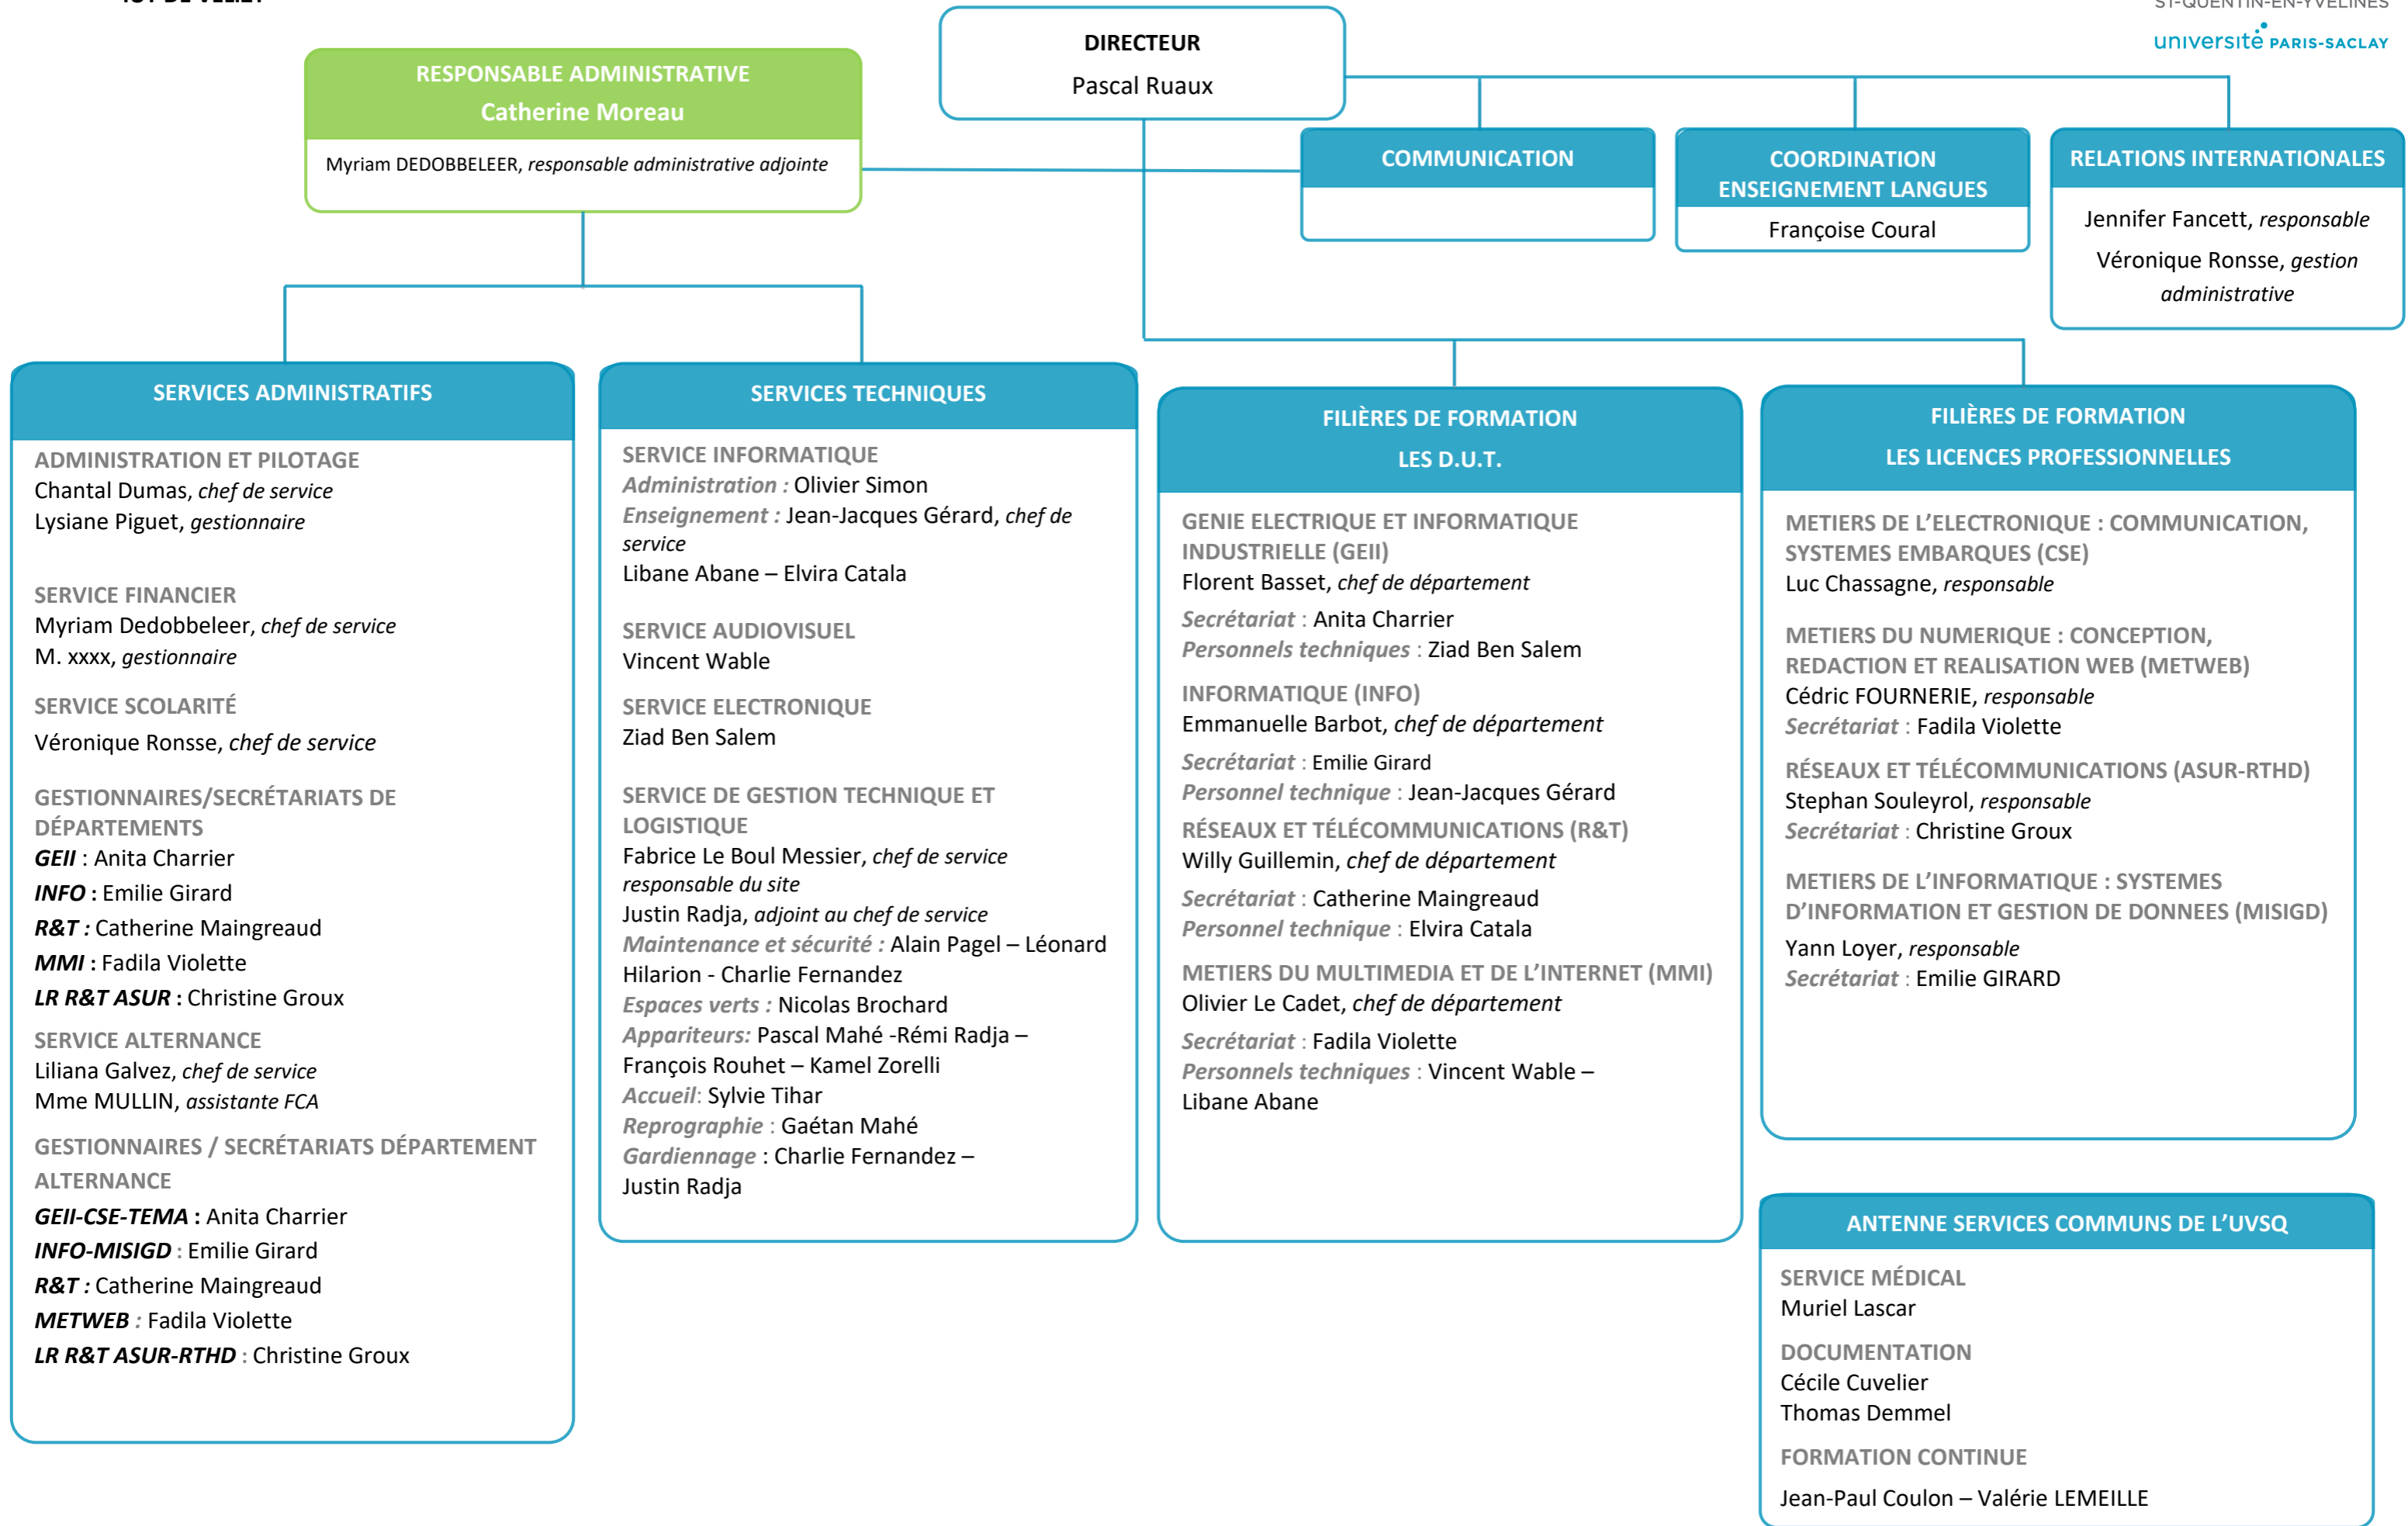 IUT DE VELIZY
ST-QUENTIN-EN-YVELINES
université PARIS-SACLAY
DIRECTEUR
Pascal Ruaux
RESPONSABLE ADMINISTRATIVE
Catherine Moreau
Myriam DEDOBBELEER, responsable administrative adjointe
COMMUNICATION
COORDINATION
ENSEIGNEMENT LANGUES
Françoise Coural
RELATIONS INTERNATIONALES
Jennifer Fancett, responsable
Véronique Ronsse, gestion
administrative
SERVICES ADMINISTRATIFS
ADMINISTRATION ET PILOTAGE
Chantal Dumas, chef de service
Lysiane Piguet, gestionnaire
SERVICE FINANCIER
Myriam Dedobbeleer, chef de service
M. xxxx, gestionnaire
SERVICE SCOLARITÉ
Véronique Ronsse, chef de service
GESTIONNAIRES/SECRÉTARIATS DE
DÉPARTEMENTS
GEII : Anita Charrier
INFO : Emilie Girard
R&T : Catherine Maingreaud
MMI : Fadila Violette
LR R&T ASUR : Christine Groux
SERVICE ALTERNANCE
Liliana Galvez, chef de service
Mme MULLIN, assistante FCA
GESTIONNAIRES / SECRÉTARIATS DÉPARTEMENT
ALTERNANCE
GEII-CSE-TEMA : Anita Charrier
INFO-MISIGD : Emilie Girard
R&T : Catherine Maingreaud
METWEB : Fadila Violette
LR R&T ASUR-RTHD : Christine Groux
SERVICES TECHNIQUES
SERVICE INFORMATIQUE
Administration : Olivier Simon
Enseignement : Jean-Jacques Gérard, chef de
service
Libane Abane – Elvira Catala
SERVICE AUDIOVISUEL
Vincent Wable
SERVICE ELECTRONIQUE
Ziad Ben Salem
SERVICE DE GESTION TECHNIQUE ET
LOGISTIQUE
Fabrice Le Boul Messier, chef de service
responsable du site
Justin Radja, adjoint au chef de service
Maintenance et sécurité : Alain Pagel – Léonard
Hilarion - Charlie Fernandez
Espaces verts : Nicolas Brochard
Appariteurs: Pascal Mahé -Rémi Radja –
François Rouhet – Kamel Zorelli
Accueil: Sylvie Tihar
Reprographie : Gaétan Mahé
Gardiennage : Charlie Fernandez –
Justin Radja
FILIÈRES DE FORMATION
LES D.U.T.
GENIE ELECTRIQUE ET INFORMATIQUE
INDUSTRIELLE (GEII)
Florent Basset, chef de département
Secrétariat : Anita Charrier
Personnels techniques : Ziad Ben Salem
INFORMATIQUE (INFO)
Emmanuelle Barbot, chef de département
Secrétariat : Emilie Girard
Personnel technique : Jean-Jacques Gérard
RÉSEAUX ET TÉLÉCOMMUNICATIONS (R&T)
Willy Guillemin, chef de département
Secrétariat : Catherine Maingreaud
Personnel technique : Elvira Catala
METIERS DU MULTIMEDIA ET DE L'INTERNET (MMI)
Olivier Le Cadet, chef de département
Secrétariat : Fadila Violette
Personnels techniques : Vincent Wable –
Libane Abane
FILIÈRES DE FORMATION
LES LICENCES PROFESSIONNELLES
METIERS DE L'ELECTRONIQUE : COMMUNICATION,
SYSTEMES EMBARQUES (CSE)
Luc Chassagne, responsable
METIERS DU NUMERIQUE : CONCEPTION,
REDACTION ET REALISATION WEB (METWEB)
Cédric FOURNERIE, responsable
Secrétariat : Fadila Violette
RÉSEAUX ET TÉLÉCOMMUNICATIONS (ASUR-RTHD)
Stephan Souleyrol, responsable
Secrétariat : Christine Groux
METIERS DE L'INFORMATIQUE : SYSTEMES
D'INFORMATION ET GESTION DE DONNEES (MISIGD)
Yann Loyer, responsable
Secrétariat : Emilie GIRARD
ANTENNE SERVICES COMMUNS DE L'UVSQ
SERVICE MÉDICAL
Muriel Lascar
DOCUMENTATION
Cécile Cuvelier
Thomas Demmel
FORMATION CONTINUE
Jean-Paul Coulon – Valérie LEMEILLE